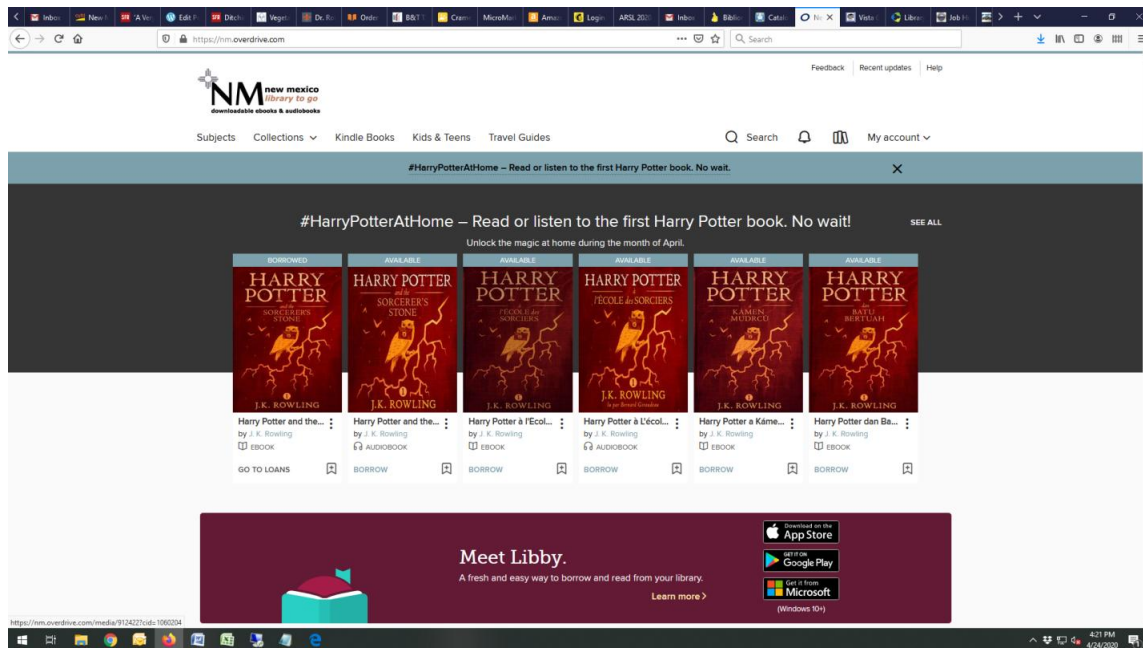 Inbox
New
'A Ver
Edit P
Ditch
Veget
Dr. R
Order
B&T T
Crame
MicroMa
Amaz
Login
ARSL 2020
Inbox
Biblio
Catal
Vista
Librar
Job H
https://nm.overdrive.com
Search
Feedback Recent updates Help
NM new mexico
library to go
downloadable ebooks & audiobooks
Subjects Collections Kindle Books Kids & Teens Travel Guides Search My account
#HarryPotterAtHome – Read or listen to the first Harry Potter book. No wait.
#HarryPotterAtHome – Read or listen to the first Harry Potter book. No wait! SEE ALL
Unlock the magic at home during the month of April.
BORROWED
HARRY
POTTER
and the
SORCERER'S
STONE
J.K. ROWLING
Harry Potter and the...
by J. K. Rowling
EBOOK
GO TO LOANS
AVAILABLE
HARRY POTTER
and the
SORCERER'S
STONE
J.K. ROWLING
Harry Potter and the...
by J. K. Rowling
AUDIOBOOK
BORROW
AVAILABLE
HARRY
POTTER
à
l'ÉCOLE des
SORCIERS
J.K. ROWLING
Harry Potter à l'Ecol...
by J. K. Rowling
EBOOK
BORROW
AVAILABLE
HARRY POTTER
à
l'ÉCOLE des SORCIERS
J.K. ROWLING
lu par Bernard Giraudeau
Harry Potter à L'écol...
by J. K. Rowling
AUDIOBOOK
BORROW
AVAILABLE
HARRY
POTTER
a
KÁMEN
MUDRCŮ
J.K. ROWLING
Harry Potter a Káme...
by J. K. Rowling
EBOOK
BORROW
AVAILABLE
HARRY
POTTER
dan
BATU
BERTUAH
J.K. ROWLING
Harry Potter dan Ba...
by J. K. Rowling
EBOOK
BORROW
Meet Libby.
A fresh and easy way to borrow and read from your library.
Learn more
Download on the
App Store
GET IT ON
Google Play
Get it from
Microsoft
(Windows 10+)
https://nm.overdrive.com/media/912422?cid=1060204
4:21 PM
4/24/2020